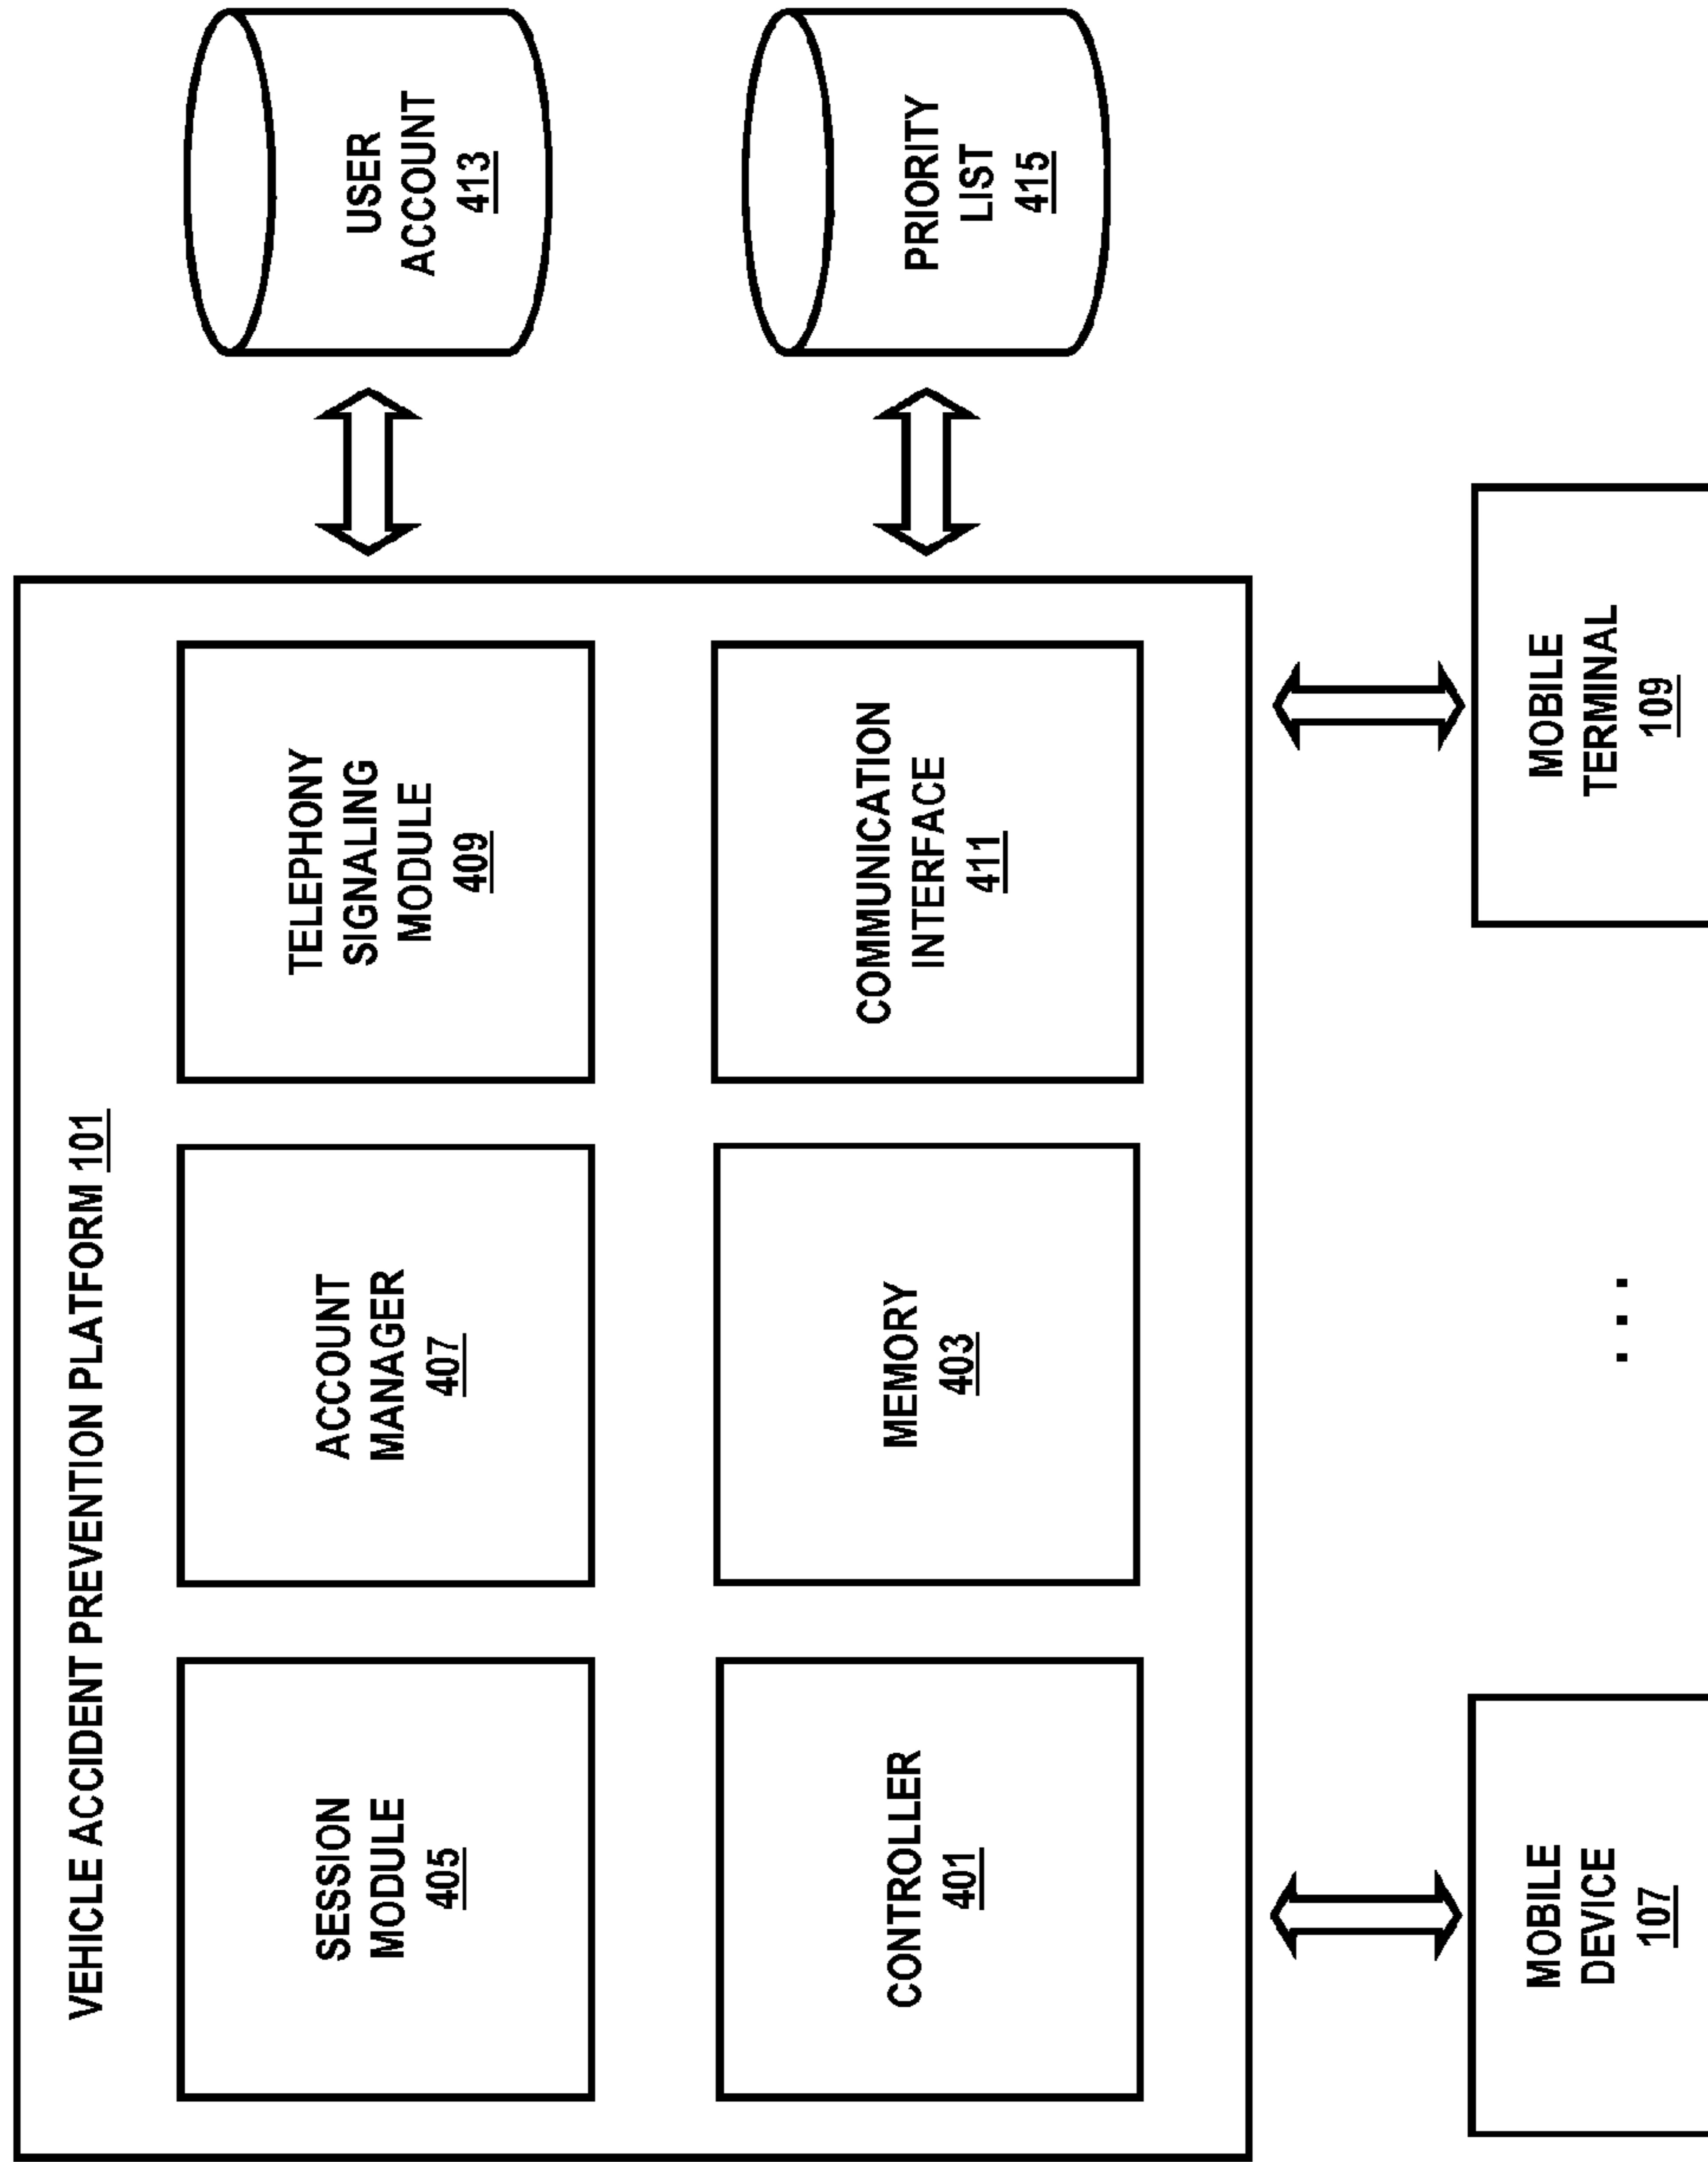 VEHICLE ACCIDENT PREVENTION PLATFORM 101
SESSION
MODULE
405
ACCOUNT
MANAGER
407
TELEPHONY
SIGNALING
MODULE
409
USER
ACCOUNT
413
CONTROLLER
401
MEMORY
403
COMMUNICATION
INTERFACE
411
PRIORITY
LIST
415
MOBILE
DEVICE
107
. . .
MOBILE
TERMINAL
109